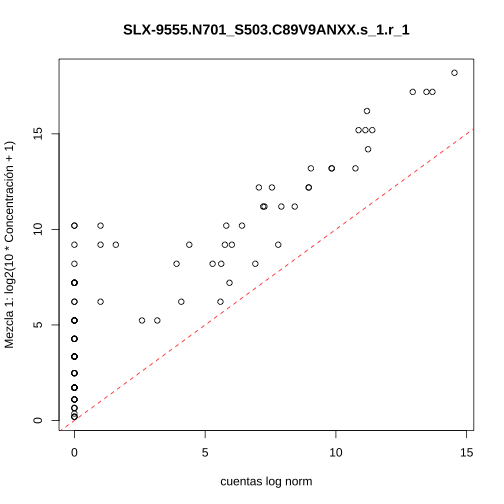 SLX-9555.N701_S503.C89V9ANXX.s_1.r_1
Mezcla 1: log2(10 * Concentración + 1)
15
10
5
0
0 5 10 15
cuentas log norm